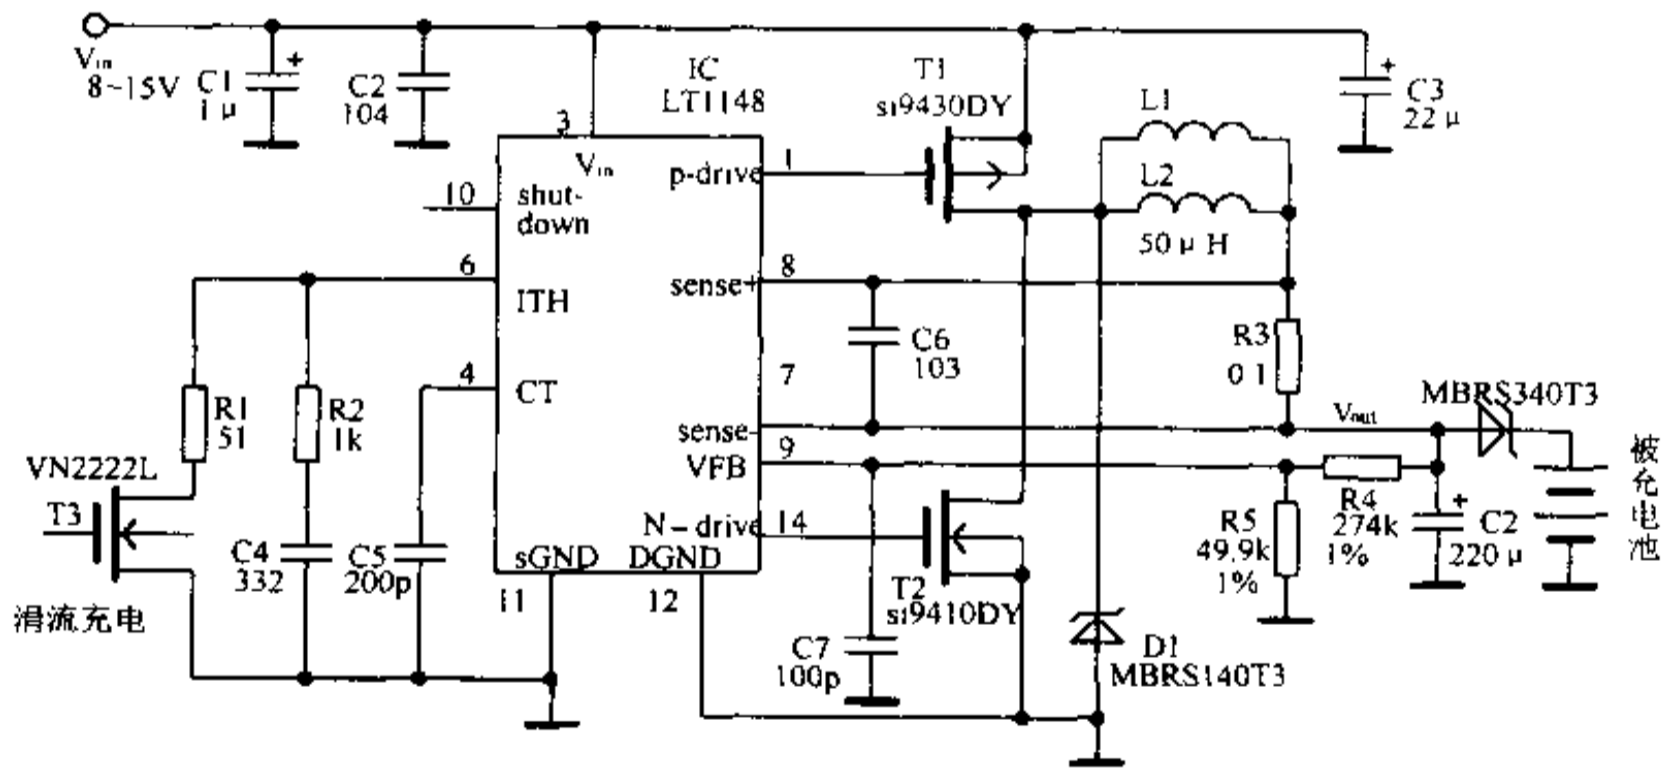 Vin
8~15V
C1
1μ
C2
104
IC
LT1148
T1
si9430DY
L1
C3
22μ
3
Vin
p-drive
1
10
shut-
down
L2
50μH
6
ITH
sense+
8
R3
0.1
C6
103
4
CT
7
R1
51
R2
1k
MBRS340T3
Vout
sense-
VFB
9
VN2222L
T3
N-drive
14
R5
49.9k
1%
R4
274k
1%
C2
220μ
被充电池
C4
332
C5
200p
sGND
DGND
11
12
T2
si9410DY
滑流充电
C7
100p
D1
MBRS140T3